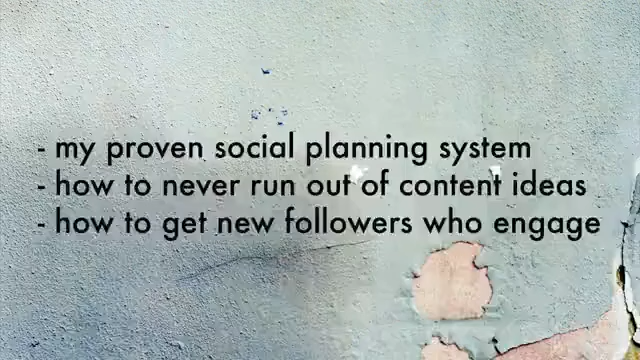 - my proven social planning system
- how to never run out of content ideas
- how to get new followers who engage